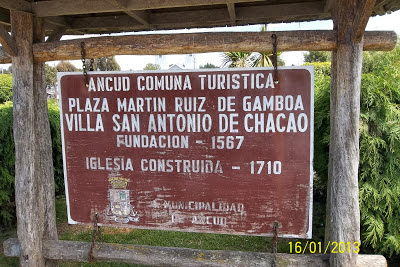 ANCUD COMUNA TURISTICA
PLAZA MARTIN RUIZ DE GAMBOA
VILLA SAN ANTONIO DE CHACAO
FUNDACION - 1567
IGLESIA CONSTRUIDA - 1710
MUNICIPALIDAD
ANCUD
16/01/2013